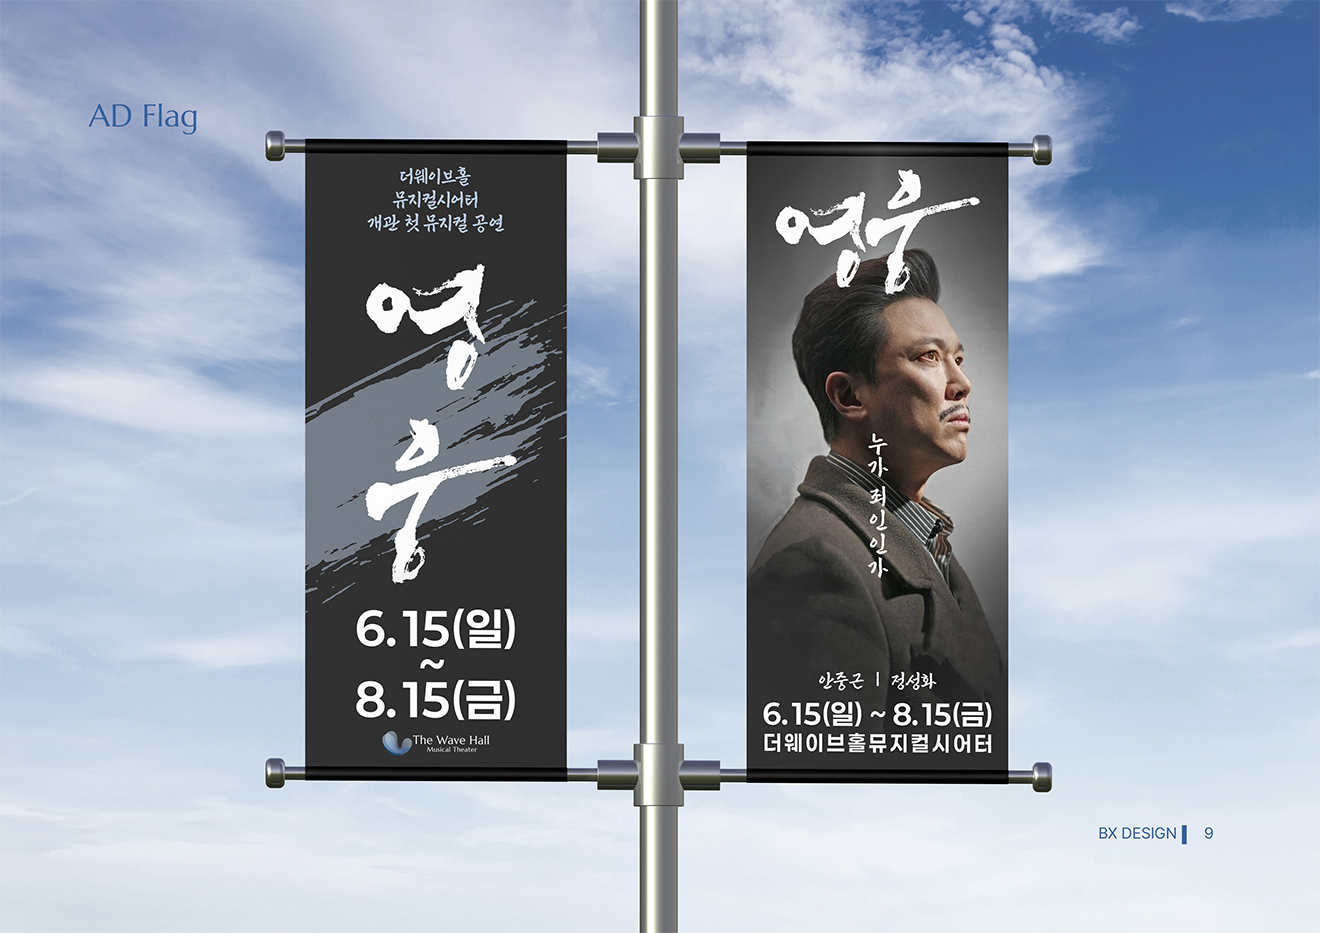 AD Flag
더웨이브홀
뮤지컬시어터
개관 첫 뮤지컬 공연
영
웅
6.15(일)
~
8.15(금)
The Wave Hall
Musical Theater
영웅
누가 죄인인가
안중근 | 정성화
6.15(일) ~ 8.15(금)
더웨이브홀뮤지컬시어터
BX DESIGN 9